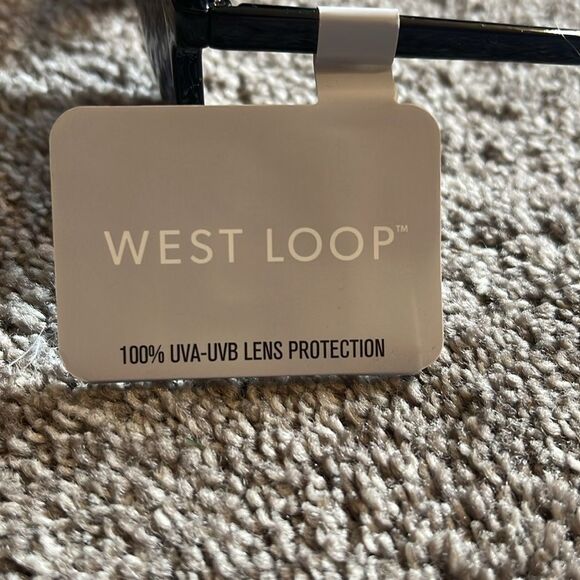 WEST LOOP™
100% UVA-UVB LENS PROTECTION